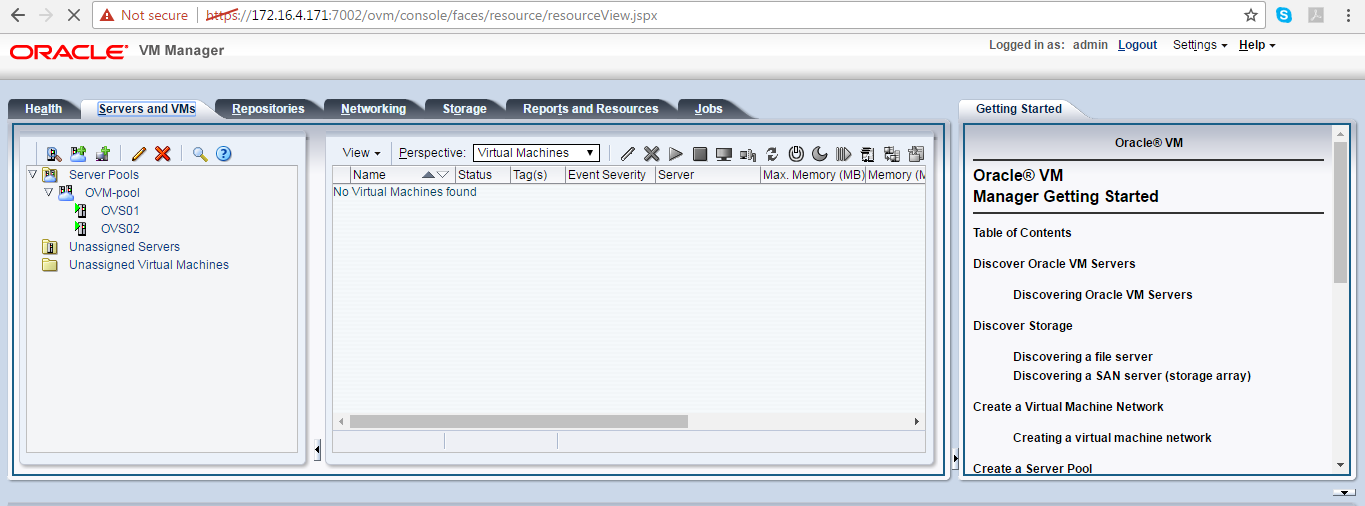 Not secure https://172.16.4.171:7002/ovm/console/faces/resource/resourceView.jspx
ORACLE® VM Manager
Logged in as: admin Logout Settings Help
Health Servers and VMs Repositories Networking Storage Reports and Resources Jobs
Getting Started
View Perspective: Virtual Machines
Server Pools
OVM-pool
OVS01
OVS02
Unassigned Servers
Unassigned Virtual Machines
Name Status Tag(s) Event Severity Server Max. Memory (MB) Memory (M
No Virtual Machines found
Oracle® VM
Oracle® VM
Manager Getting Started
Table of Contents
Discover Oracle VM Servers
Discovering Oracle VM Servers
Discover Storage
Discovering a file server
Discovering a SAN server (storage array)
Create a Virtual Machine Network
Creating a virtual machine network
Create a Server Pool